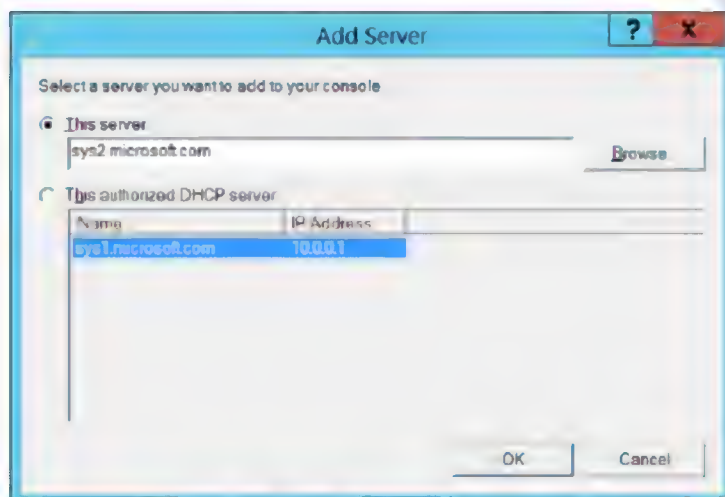 Add Server
?
X
Select a server you want to add to your console
This server
sys2.microsoft.com
Browse
This authorized DHCP server
Name IP Address
sys1.microsoft.com 10.0.0.1
OK Cancel